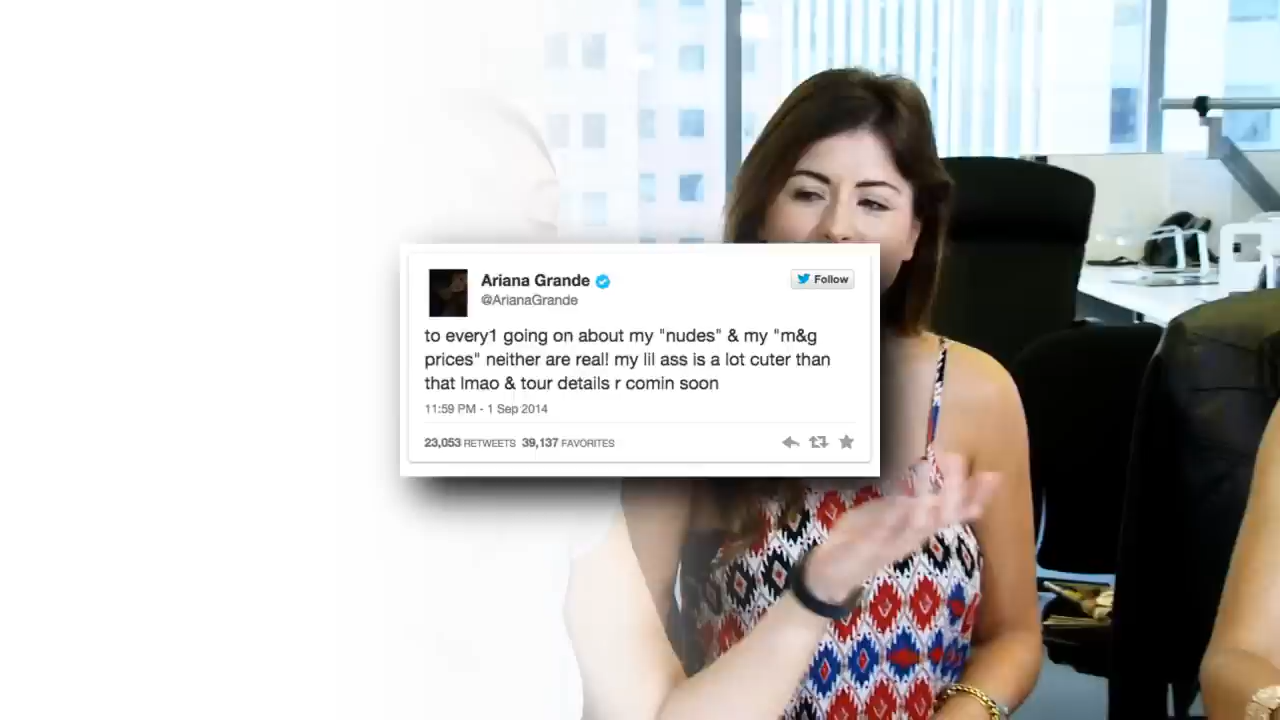 Ariana Grande
@ArianaGrande
Follow
to every1 going on about my "nudes" & my "m&g
prices" neither are real! my lil ass is a lot cuter than
that lmao & tour details r comin soon
11:59 PM - 1 Sep 2014
23,053 RETWEETS 39,137 FAVORITES